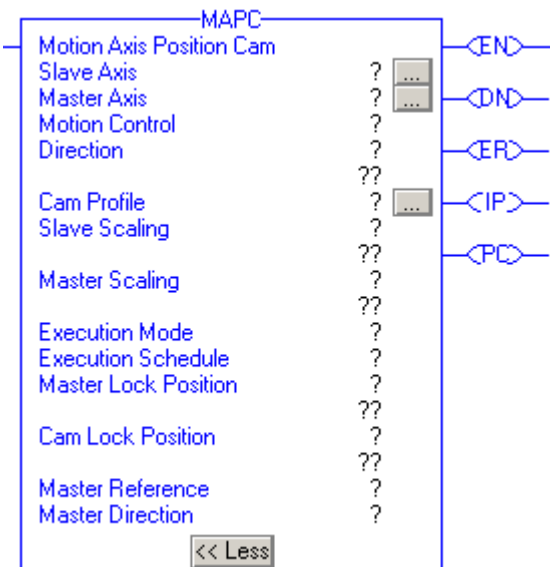 MAPC
Motion Axis Position Cam EN
Slave Axis ? ...
Master Axis ? ... DN
Motion Control ?
Direction ? ER
??
Cam Profile ? ... IP
Slave Scaling ?
?? PC
Master Scaling ?
??
Execution Mode ?
Execution Schedule ?
Master Lock Position ?
??
Cam Lock Position ?
??
Master Reference ?
Master Direction ?
<< Less